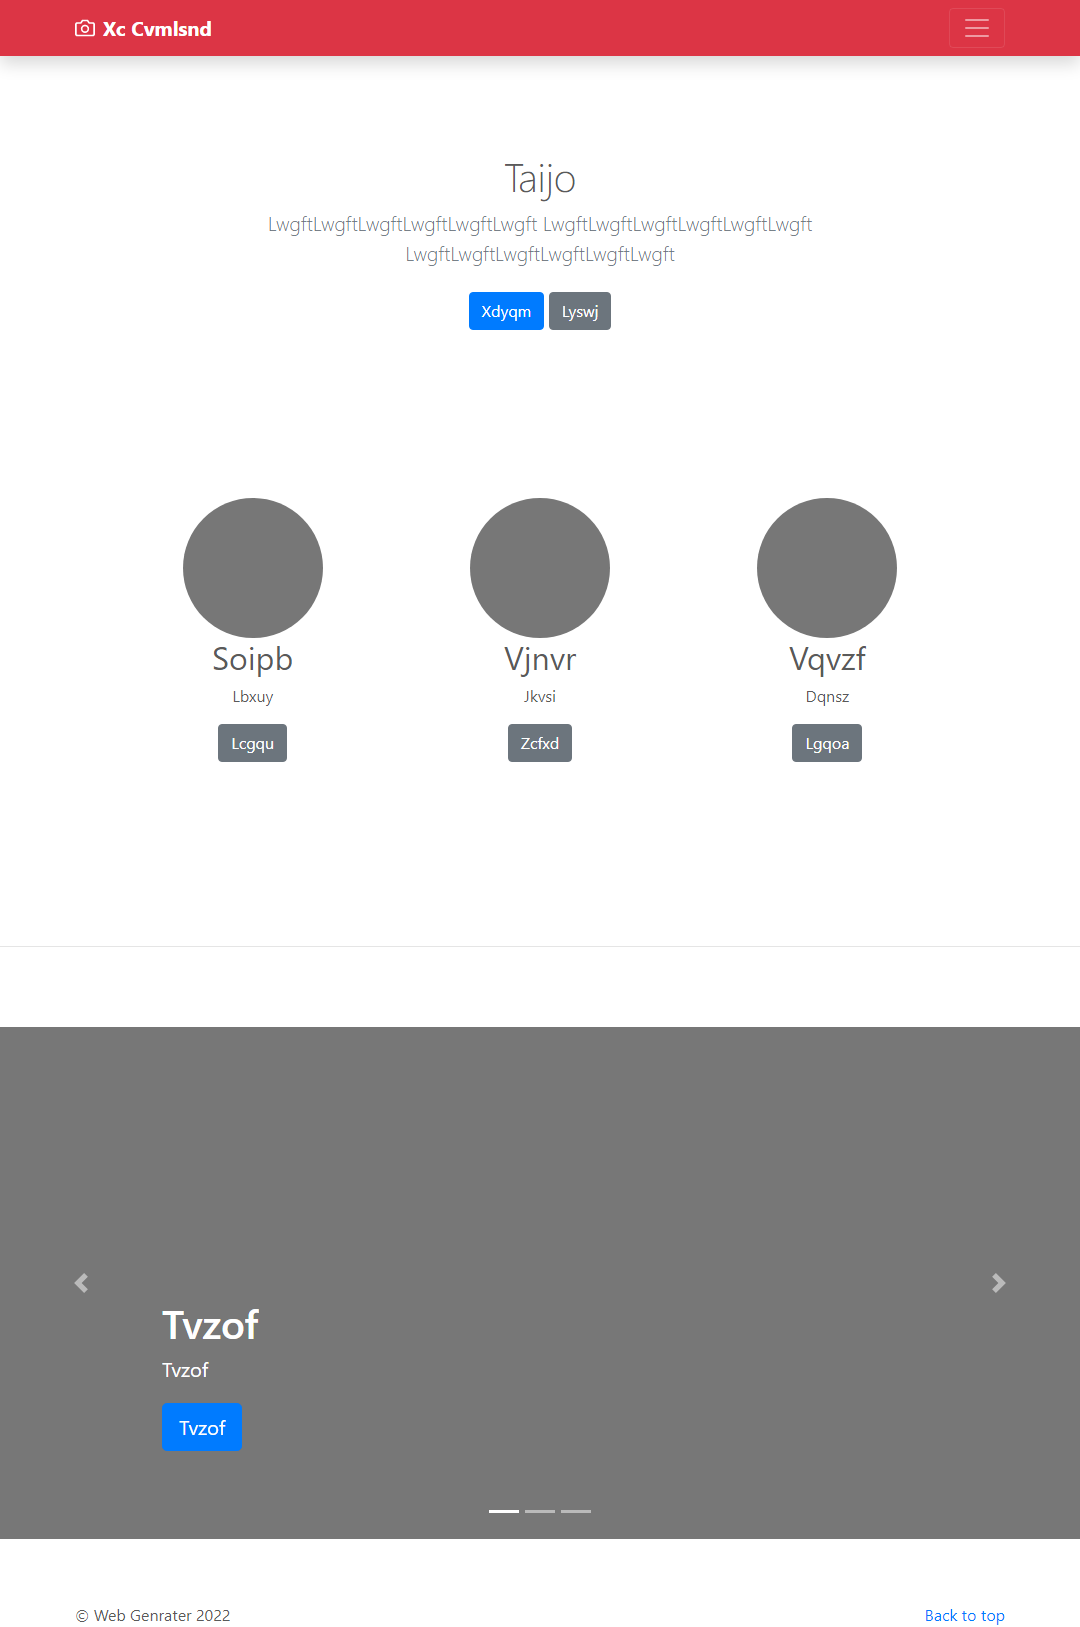 Xc Cvmlsnd
Taijo
LwgftLwgftLwgftLwgftLwgftLwgft LwgftLwgftLwgftLwgftLwgftLwgft
LwgftLwgftLwgftLwgftLwgftLwgft
Xdyqm Lyswj
Soipb Vjnvr Vqvzf
Lbxuy Jkvsi Dqnsz
Lcgqu Zcfxd Lgqoa
Tvzof
Tvzof
Tvzof
© Web Genrater 2022 Back to top